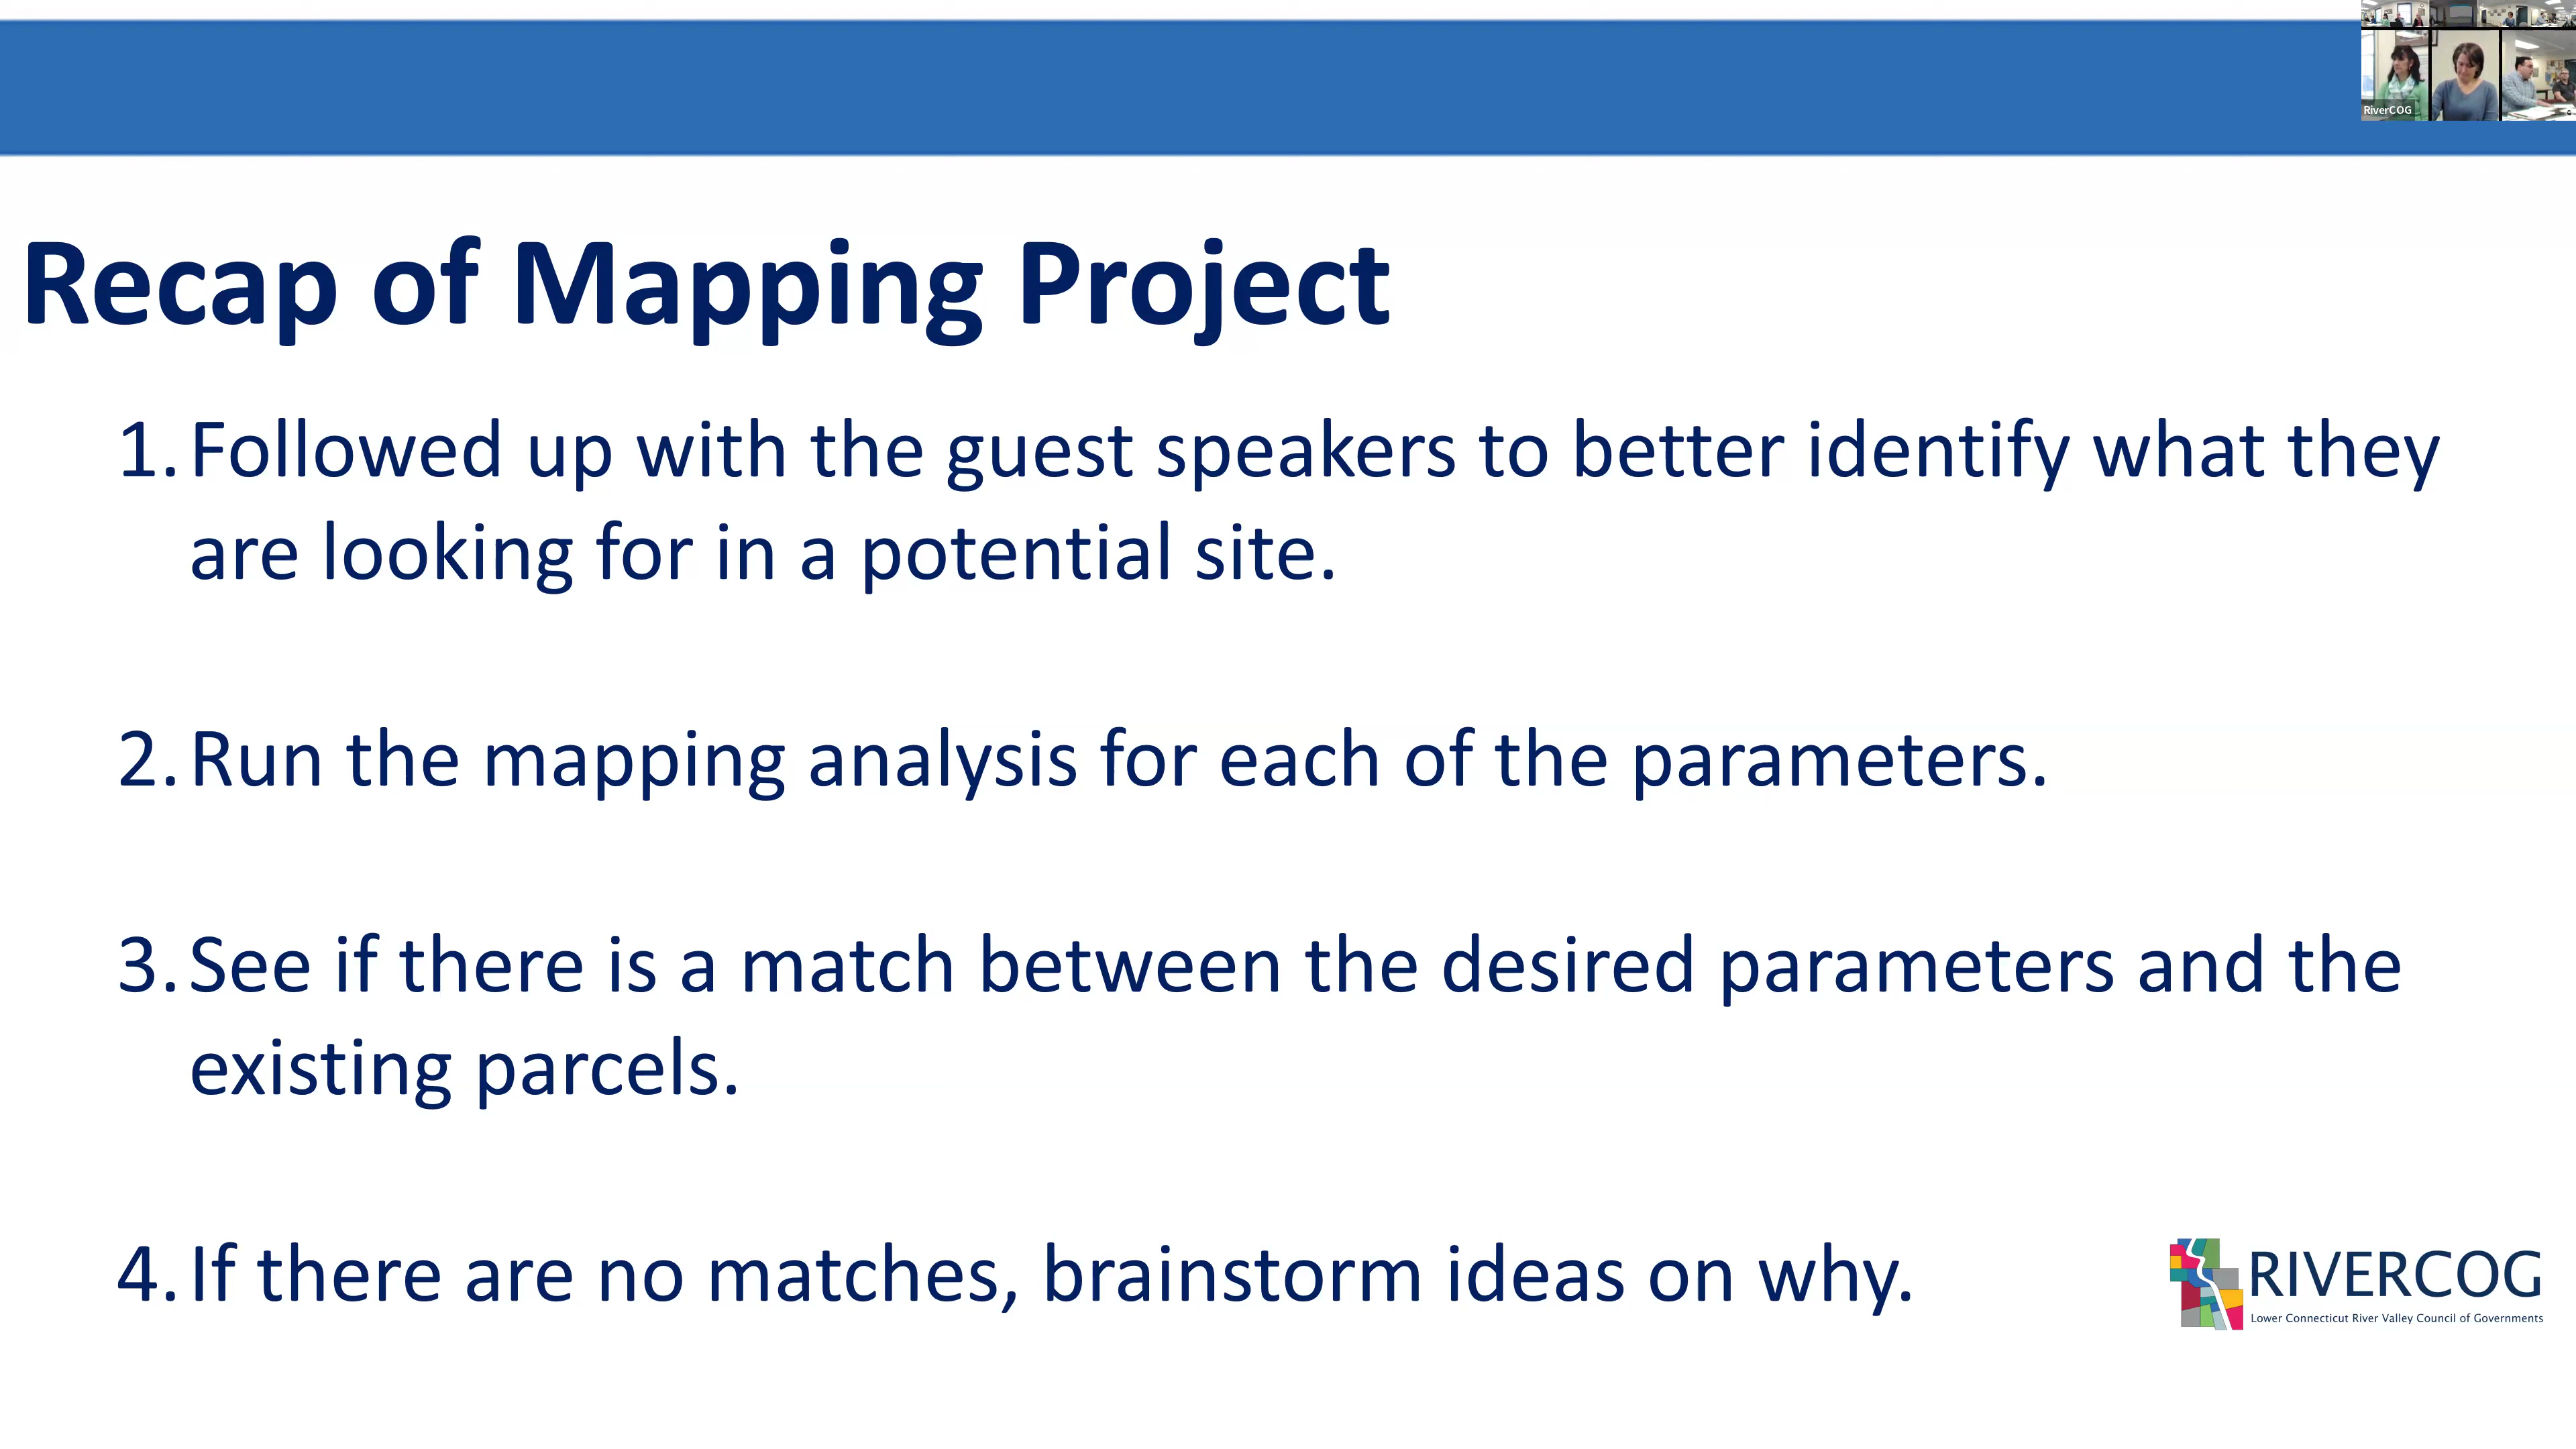 RiverCOG
Recap of Mapping Project
1. Followed up with the guest speakers to better identify what they
are looking for in a potential site.
2. Run the mapping analysis for each of the parameters.
3. See if there is a match between the desired parameters and the
existing parcels.
4. If there are no matches, brainstorm ideas on why.
RIVERCOG
Lower Connecticut River Valley Council of Governments